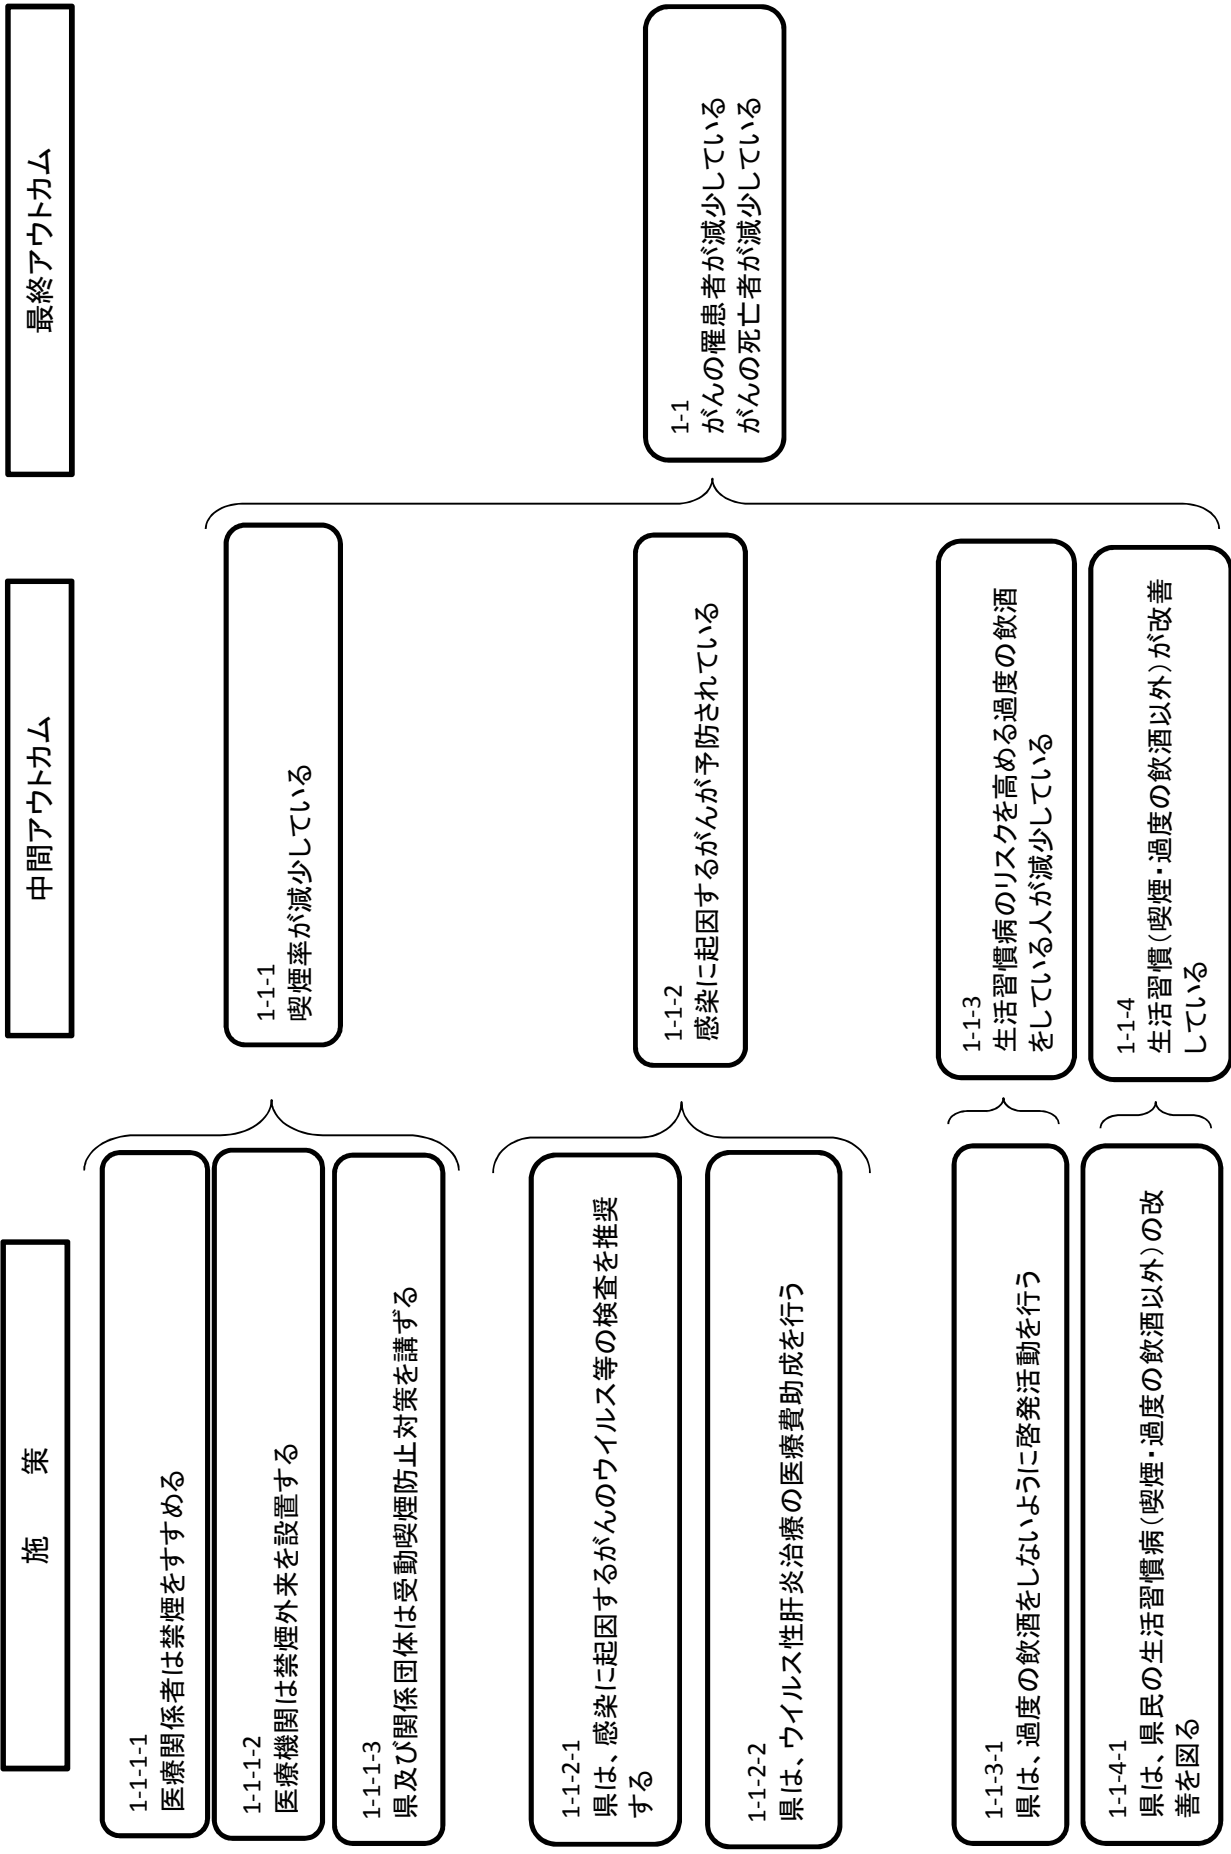 施　　策
中間アウトカム
最終アウトカム
1-1-1-1
医療関係者は禁煙をすすめる
1-1-1-2
医療機関は禁煙外来を設置する
1-1-1-3
県及び関係団体は受動喫煙防止対策を講ずる
1-1-1
喫煙率が減少している
1-1-2-1
県は、感染に起因するがんのウイルス等の検査を推奨
する
1-1-2-2
県は、ウイルス性肝炎治療の医療費助成を行う
1-1-2
感染に起因するがんが予防されている
1-1-3-1
県は、過度の飲酒をしないように啓発活動を行う
1-1-3
生活習慣病のリスクを高める過度の飲酒
をしている人が減少している
1-1-4-1
県は、県民の生活習慣病（喫煙・過度の飲酒以外）の改
善を図る
1-1-4
生活習慣（喫煙・過度の飲酒以外）が改善
している
1-1
がんの罹患者が減少している
がんの死亡者が減少している